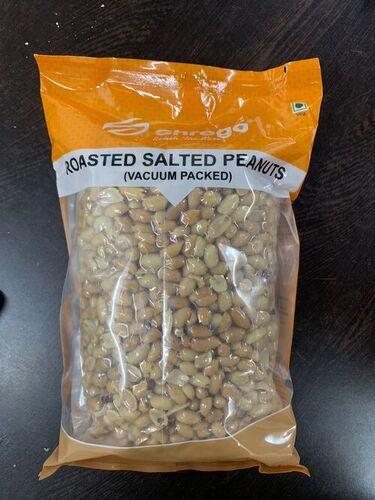 ROASTED SALTED PEANUTS
(VACUUM PACKED)